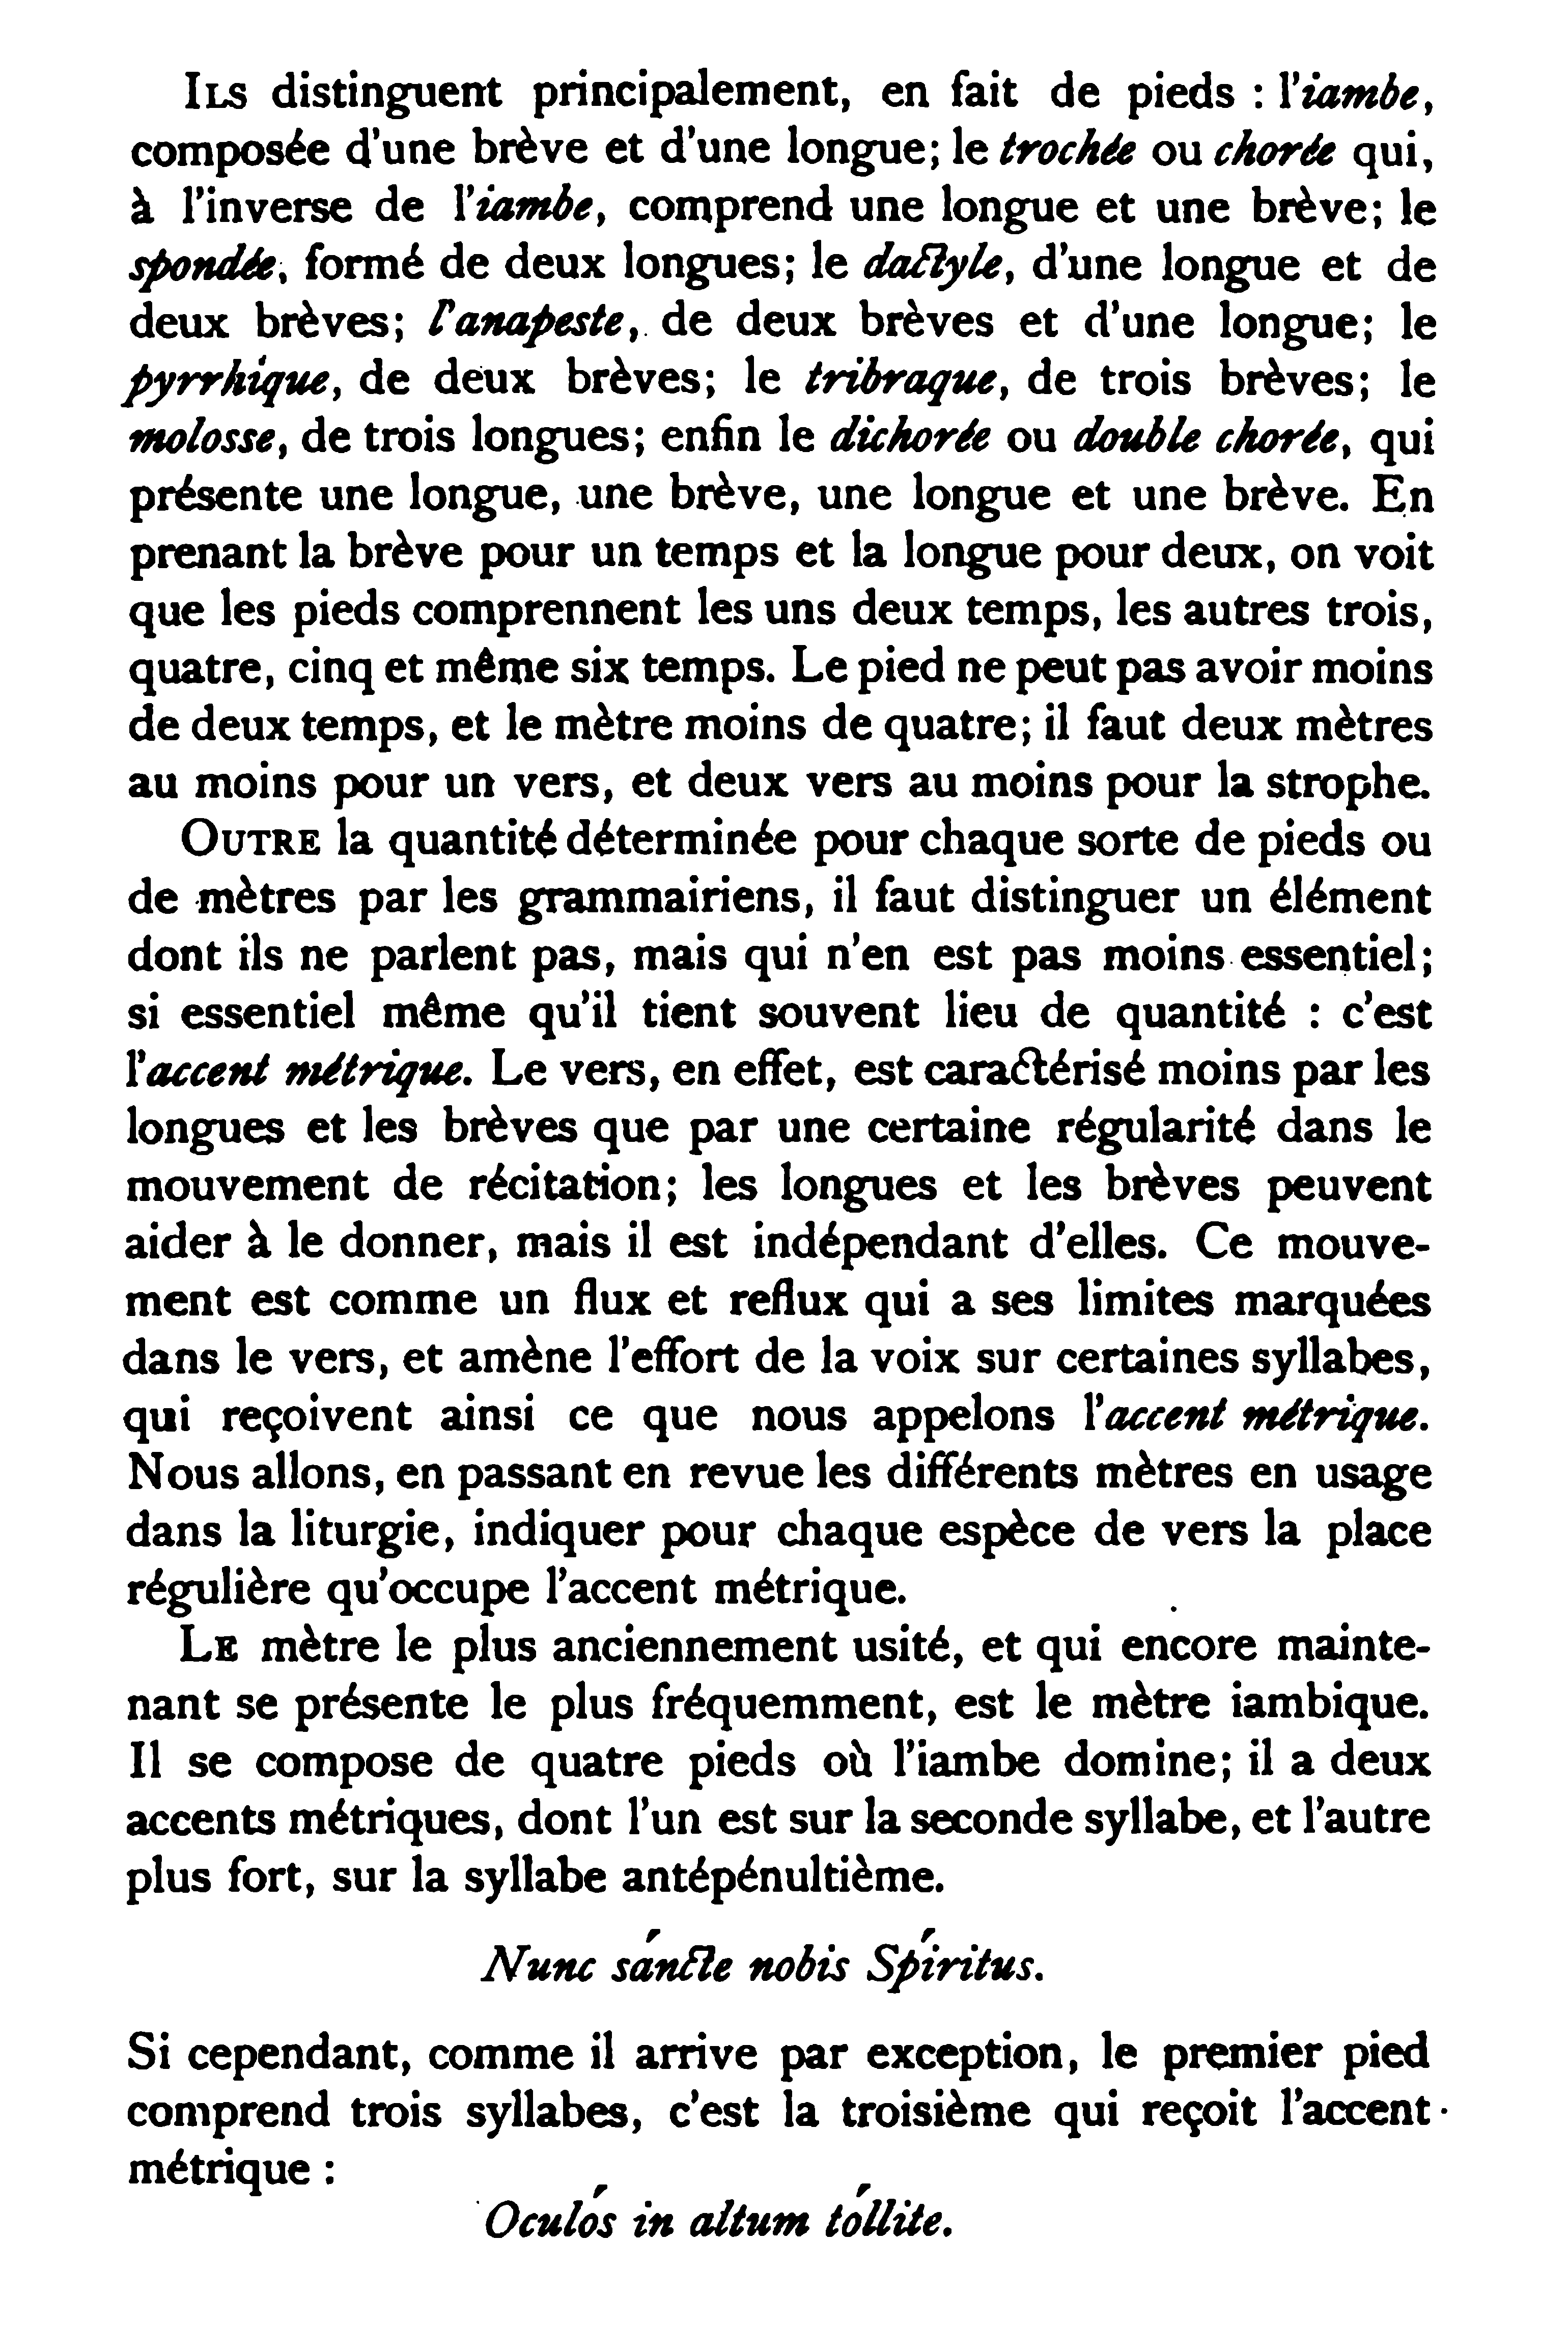 ILS distinguent principalement, en fait de pieds : l'iambe,
composée d'une brève et d'une longue; le trochée ou chorée qui,
à l'inverse de l'iambe, comprend une longue et une brève; le
spondée, formé de deux longues; le dactyle, d'une longue et de
deux brèves; l'anapeste, de deux brèves et d'une longue; le
pyrrhique, de deux brèves; le tribraque, de trois brèves; le
molosse, de trois longues; enfin le dichorée ou double chorée, qui
présente une longue, une brève, une longue et une brève. En
prenant la brève pour un temps et la longue pour deux, on voit
que les pieds comprennent les uns deux temps, les autres trois,
quatre, cinq et même six temps. Le pied ne peut pas avoir moins
de deux temps, et le mètre moins de quatre; il faut deux mètres
au moins pour un vers, et deux vers au moins pour la strophe.
OUTRE la quantité déterminée pour chaque sorte de pieds ou
de mètres par les grammairiens, il faut distinguer un élément
dont ils ne parlent pas, mais qui n'en est pas moins essentiel;
si essentiel même qu'il tient souvent lieu de quantité : c'est
l'accent métrique. Le vers, en effet, est caractérisé moins par les
longues et les brèves que par une certaine régularité dans le
mouvement de récitation; les longues et les brèves peuvent
aider à le donner, mais il est indépendant d'elles. Ce mouve-
ment est comme un flux et reflux qui a ses limites marquées
dans le vers, et amène l'effort de la voix sur certaines syllabes,
qui reçoivent ainsi ce que nous appelons l'accent métrique.
Nous allons, en passant en revue les différents mètres en usage
dans la liturgie, indiquer pour chaque espèce de vers la place
régulière qu'occupe l'accent métrique.
LE mètre le plus anciennement usité, et qui encore mainte-
nant se présente le plus fréquemment, est le mètre iambique.
Il se compose de quatre pieds où l'iambe domine; il a deux
accents métriques, dont l'un est sur la seconde syllabe, et l'autre
plus fort, sur la syllabe antépénultième.
Nunc sáncte nobis Spíritus.
Si cependant, comme il arrive par exception, le premier pied
comprend trois syllabes, c'est la troisième qui reçoit l'accent
métrique :
Oculós in altum tóllite.